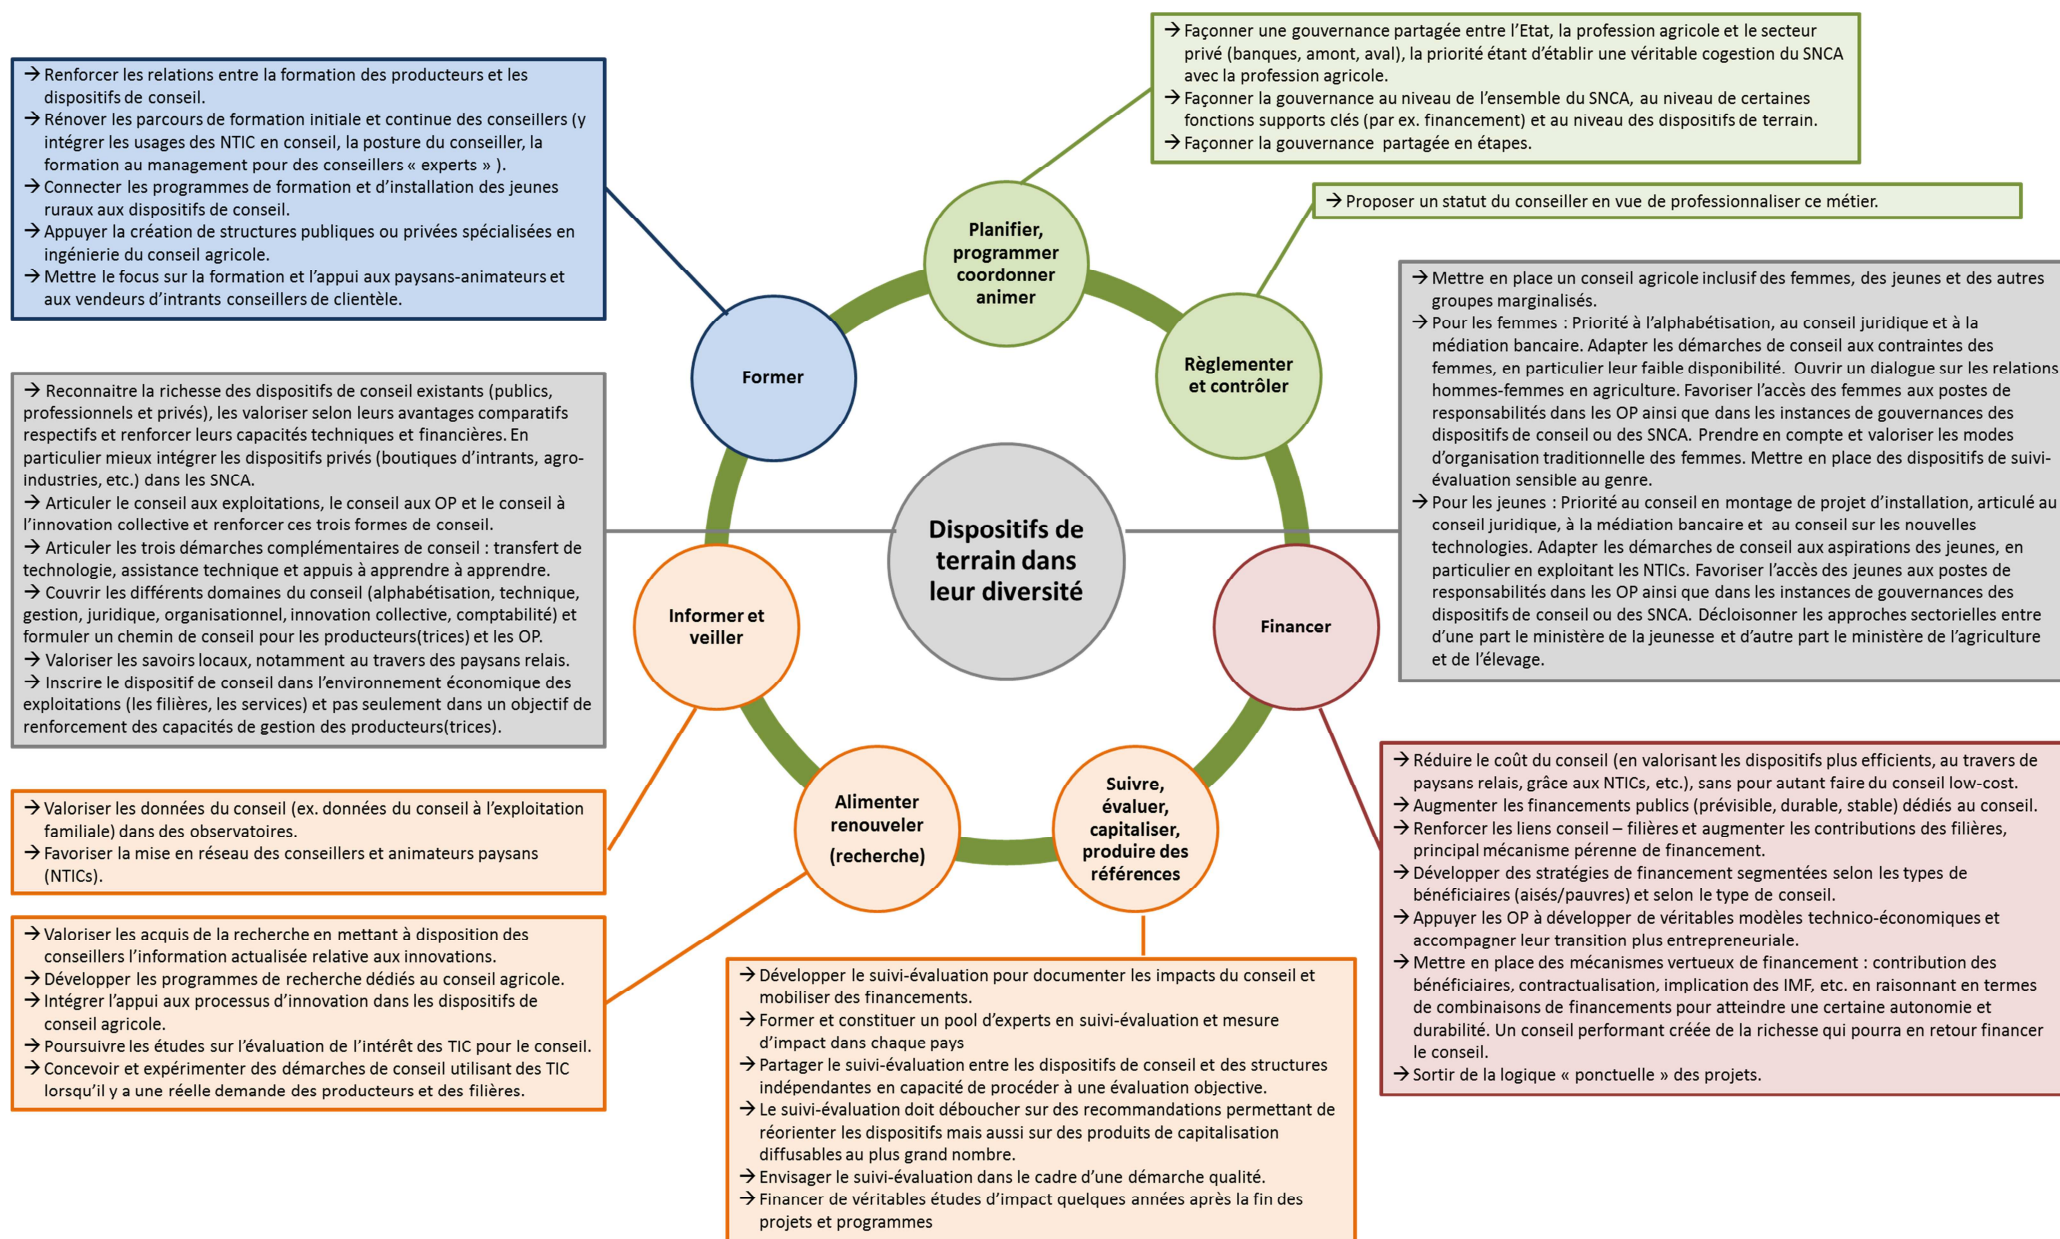 → Façonner une gouvernance partagée entre l'Etat, la profession agricole et le secteur
privé (banques, amont, aval), la priorité étant d'établir une véritable cogestion du SNCA
avec la profession agricole.
→ Façonner la gouvernance au niveau de l'ensemble du SNCA, au niveau de certaines
fonctions supports clés (par ex. financement) et au niveau des dispositifs de terrain.
→ Façonner la gouvernance partagée en étapes.
→ Renforcer les relations entre la formation des producteurs et les
dispositifs de conseil.
→ Rénover les parcours de formation initiale et continue des conseillers (y
intégrer les usages des NTIC en conseil, la posture du conseiller, la
formation au management pour des conseillers « experts » ).
→ Connecter les programmes de formation et d'installation des jeunes
ruraux aux dispositifs de conseil.
→ Appuyer la création de structures publiques ou privées spécialisées en
ingénierie du conseil agricole.
→ Mettre le focus sur la formation et l'appui aux paysans-animateurs et
aux vendeurs d'intrants conseillers de clientèle.
→ Proposer un statut du conseiller en vue de professionnaliser ce métier.
Planifier,
programmer
coordonner
animer
Règlementer
et contrôler
Former
→ Mettre en place un conseil agricole inclusif des femmes, des jeunes et des autres
groupes marginalisés.
→ Pour les femmes : Priorité à l'alphabétisation, au conseil juridique et à la
médiation bancaire. Adapter les démarches de conseil aux contraintes des
femmes, en particulier leur faible disponibilité. Ouvrir un dialogue sur les relations
hommes-femmes en agriculture. Favoriser l'accès des femmes aux postes de
responsabilités dans les OP ainsi que dans les instances de gouvernances des
dispositifs de conseil ou des SNCA. Prendre en compte et valoriser les modes
d'organisation traditionnelle des femmes. Mettre en place des dispositifs de suivi-
évaluation sensible au genre.
→ Pour les jeunes : Priorité au conseil en montage de projet d'installation, articulé au
conseil juridique, à la médiation bancaire et au conseil sur les nouvelles
technologies. Adapter les démarches de conseil aux aspirations des jeunes, en
particulier en exploitant les NTICs. Favoriser l'accès des jeunes aux postes de
responsabilités dans les OP ainsi que dans les instances de gouvernances des
dispositifs de conseil ou des SNCA. Décloisonner les approches sectorielles entre
d'une part le ministère de la jeunesse et d'autre part le ministère de l'agriculture
et de l'élevage.
→ Reconnaitre la richesse des dispositifs de conseil existants (publics,
professionnels et privés), les valoriser selon leurs avantages comparatifs
respectifs et renforcer leurs capacités techniques et financières. En
particulier mieux intégrer les dispositifs privés (boutiques d'intrants, agro-
industries, etc.) dans les SNCA.
→ Articuler le conseil aux exploitations, le conseil aux OP et le conseil à
l'innovation collective et renforcer ces trois formes de conseil.
→ Articuler les trois démarches complémentaires de conseil : transfert de
technologie, assistance technique et appuis à apprendre à apprendre.
→ Couvrir les différents domaines du conseil (alphabétisation, technique,
gestion, juridique, organisationnel, innovation collective, comptabilité) et
formuler un chemin de conseil pour les producteurs(trices) et les OP.
→ Valoriser les savoirs locaux, notamment au travers des paysans relais.
→ Inscrire le dispositif de conseil dans l'environnement économique des
exploitations (les filières, les services) et pas seulement dans un objectif de
renforcement des capacités de gestion des producteurs(trices).
Dispositifs de
terrain dans
leur diversité
Informer et
veiller
Financer
Alimenter
renouveler
(recherche)
Suivre,
évaluer,
capitaliser,
produire des
références
→ Valoriser les données du conseil (ex. données du conseil à l'exploitation
familiale) dans des observatoires.
→ Favoriser la mise en réseau des conseillers et animateurs paysans
(NTICs).
→ Réduire le coût du conseil (en valorisant les dispositifs plus efficients, au travers de
paysans relais, grâce aux NTICs, etc.), sans pour autant faire du conseil low-cost.
→ Augmenter les financements publics (prévisible, durable, stable) dédiés au conseil.
→ Renforcer les liens conseil – filières et augmenter les contributions des filières,
principal mécanisme pérenne de financement.
→ Développer des stratégies de financement segmentées selon les types de
bénéficiaires (aisés/pauvres) et selon le type de conseil.
→ Appuyer les OP à développer de véritables modèles technico-économiques et
accompagner leur transition plus entrepreneuriale.
→ Mettre en place des mécanismes vertueux de financement : contribution des
bénéficiaires, contractualisation, implication des IMF, etc. en raisonnant en termes
de combinaisons de financements pour atteindre une certaine autonomie et
durabilité. Un conseil performant créée de la richesse qui pourra en retour financer
le conseil.
→ Sortir de la logique « ponctuelle » des projets.
→ Valoriser les acquis de la recherche en mettant à disposition des
conseillers l'information actualisée relative aux innovations.
→ Développer les programmes de recherche dédiés au conseil agricole.
→ Intégrer l'appui aux processus d'innovation dans les dispositifs de
conseil agricole.
→ Poursuivre les études sur l'évaluation de l'intérêt des TIC pour le conseil.
→ Concevoir et expérimenter des démarches de conseil utilisant des TIC
lorsqu'il y a une réelle demande des producteurs et des filières.
→ Développer le suivi-évaluation pour documenter les impacts du conseil et
mobiliser des financements.
→ Former et constituer un pool d'experts en suivi-évaluation et mesure
d'impact dans chaque pays
→ Partager le suivi-évaluation entre les dispositifs de conseil et des structures
indépendantes en capacité de procéder à une évaluation objective.
→ Le suivi-évaluation doit déboucher sur des recommandations permettant de
réorienter les dispositifs mais aussi sur des produits de capitalisation
diffusables au plus grand nombre.
→ Envisager le suivi-évaluation dans le cadre d'une démarche qualité.
→ Financer de véritables études d'impact quelques années après la fin des
projets et programmes